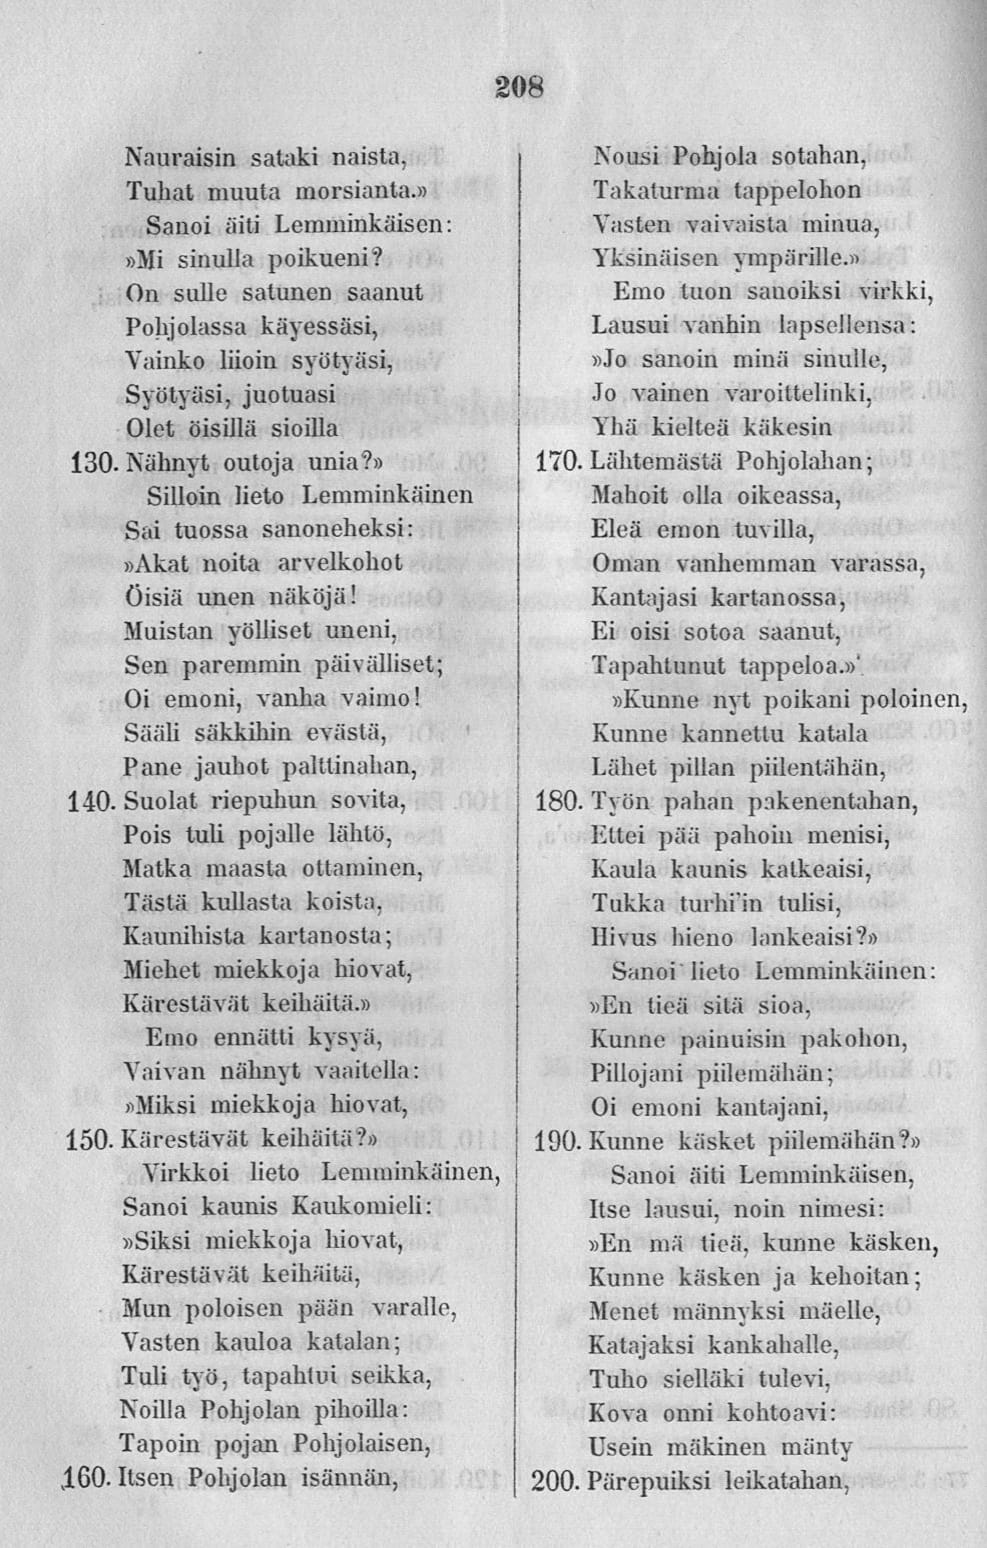 208
Nauraisin sataki naista,
Tuhat muuta morsianta.»
Sanoi äiti Lemminkäisen:
»Mi sinulla poikueni?
On sulle satunen saanut
Pohjolassa käyessäsi,
Vainko liioin syötyäsi,
Syötyäsi, juotuasi
Olet öisillä sioilla
130. Nähnyt outoja unia?»
Silloin lieto Lemminkäinen
Sai tuossa sanoneheksi:
»Akat noita arvelkohot
Öisiä unen näköjä!
Muistan yölliset uneni,
Sen paremmin päivälliset;
Oi emoni, vanha vaimo!
Sääli säkkihin evästä,
Pane jauhot palttinahan,
140. Suolat riepuhun sovita,
Pois tuli pojalle lähtö,
Matka maasta ottaminen,
Tästä kullasta koista,
Kaunihista kartanosta;
Miehet miekkoja hiovat,
Kärestävät keihäitä.»
Emo ennätti kysyä,
Vaivan nähnyt vaaitella:
»Miksi miekkoja hiovat,
150. Kärestävät keihäitä?»
Virkkoi lieto Lemminkäinen,
Sanoi kaunis Kaukomieli:
»Siksi miekkoja hiovat,
Kärestävät keihäitä,
Mun poloisen pään varalle,
Vasten kauloa katalan;
Tuli työ, tapahtui seikka,
Noilla Pohjolan pihoilla:
Tapoin pojan Pohjolaisen,
160. Itsen Pohjolan isännän,
Nousi Pohjola sotahan,
Takaturma tappelohon
Vasten vaivaista minua,
Yksinäisen ympärille.»
Emo tuon sanoiksi virkki,
Lausui vanhin lapsellensa:
»Jo sanoin minä sinulle,
Jo vainen varoittelinki,
Yhä kielteä käkesin
170. Lähtemästä Pohjolahan;
Mahoit olla oikeassa,
Eleä emon tuvilla,
Oman vanhemman varassa,
Kantajasi kartanossa,
Ei oisi sotoa saanut,
Tapahtunut tappeloa.»
»Kunne nyt poikani poloinen,
Kunne kannettu katala
Lähet pillan piilentähän,
180. Työn pahan pakenentahan,
Ettei pää pahoin menisi,
Kaula kaunis katkeaisi,
Tukka turhi'in tulisi,
Hivus hieno lankeaisi?»
Sanoi lieto Lemminkäinen:
»En tieä sitä sioa,
Kunne painuisin pakohon,
Pillojani piilemähän;
Oi emoni kantajani,
190. Kunne käsket piilemähän?»
Sanoi äiti Lemminkäisen,
Itse lausui, noin nimesi:
»En mä tieä, kunne käsken,
Kunne käsken ja kehoitan;
Menet männyksi mäelle,
Katajaksi kankahalle,
Tuho sielläki tulevi,
Kova onni kohtoavi:
Usein mäkinen mänty
200. Pärepuiksi leikatahan,